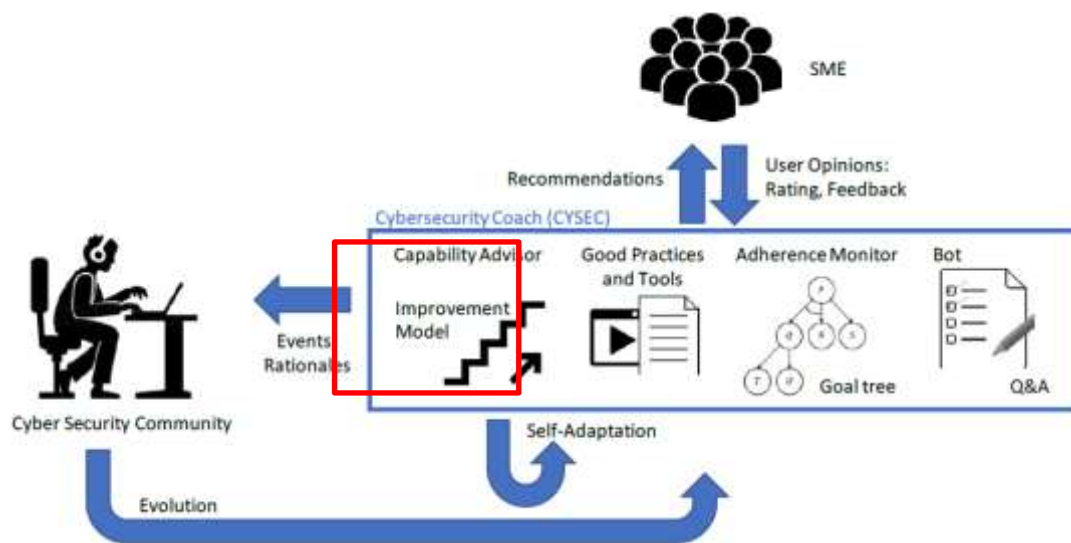 SME
Recommendations
User Opinions:
Rating, Feedback
Cybersecurity Coach (CYSEC)
Capability Advisor
Improvement
Model
Good Practices
and Tools
Adherence Monitor
Goal tree
Bot
Q&A
Events
Rationales
Cyber Security Community
Self-Adaptation
Evolution